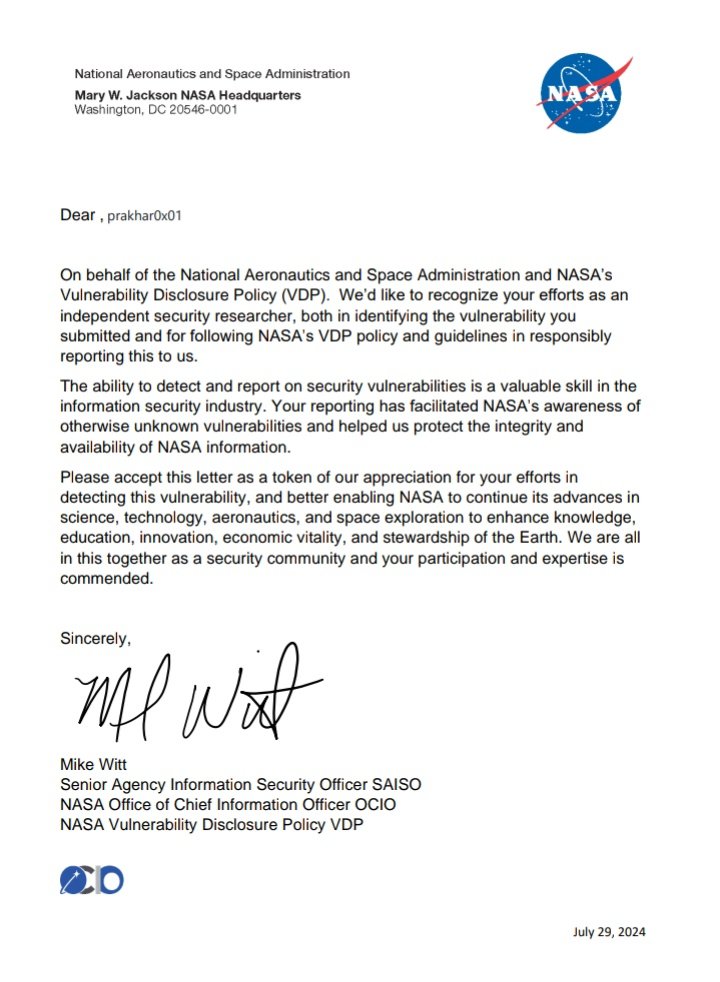 National Aeronautics and Space Administration
Mary W. Jackson NASA Headquarters
Washington, DC 20546-0001
NASA
Dear , prakhar0x01
On behalf of the National Aeronautics and Space Administration and NASA's
Vulnerability Disclosure Policy (VDP).  We'd like to recognize your efforts as an
independent security researcher, both in identifying the vulnerability you
submitted and for following NASA's VDP policy and guidelines in responsibly
reporting this to us.
The ability to detect and report on security vulnerabilities is a valuable skill in the
information security industry. Your reporting has facilitated NASA's awareness of
otherwise unknown vulnerabilities and helped us protect the integrity and
availability of NASA information.
Please accept this letter as a token of our appreciation for your efforts in
detecting this vulnerability, and better enabling NASA to continue its advances in
science, technology, aeronautics, and space exploration to enhance knowledge,
education, innovation, economic vitality, and stewardship of the Earth. We are all
in this together as a security community and your participation and expertise is
commended.
Sincerely,
Mike Witt
Senior Agency Information Security Officer SAISO
NASA Office of Chief Information Officer OCIO
NASA Vulnerability Disclosure Policy VDP
OCIO
July 29, 2024